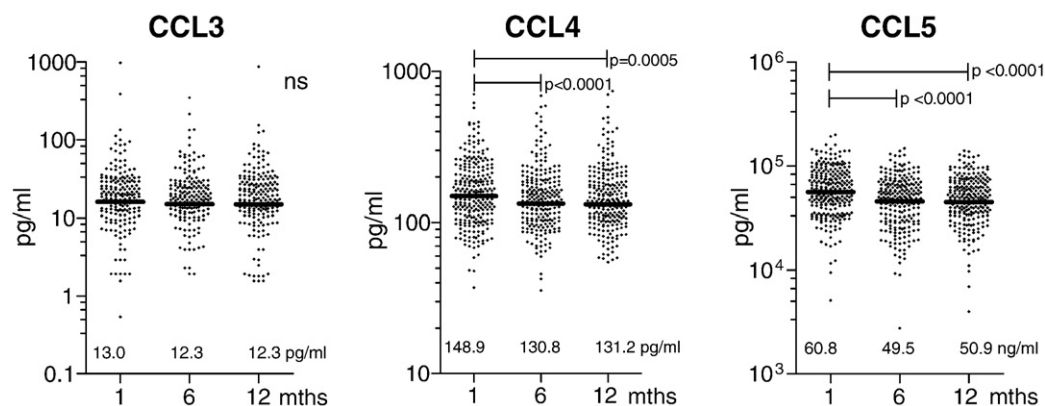 CCL3
1000
100
10
1
0.1
pg/ml
ns
13.0 12.3 12.3 pg/ml
1 6 12 mths
CCL4
1000
100
10
pg/ml
p=0.0005
p<0.0001
148.9 130.8 131.2 pg/ml
1 6 12 mths
CCL5
10⁶
10⁵
10⁴
10³
pg/ml
p <0.0001
p <0.0001
60.8 49.5 50.9 ng/ml
1 6 12 mths